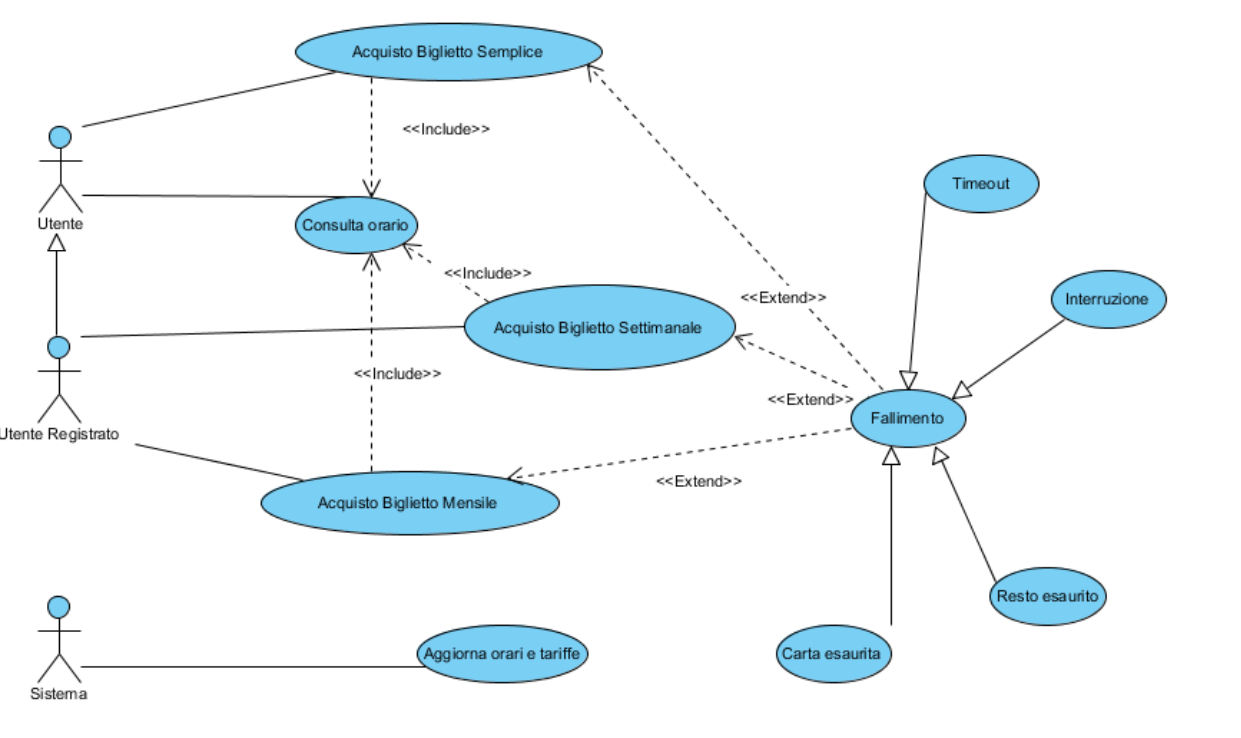 Acquisto Biglietto Semplice
<<Include>>
Timeout
Utente
Consulta orario
<<Include>>
<<Extend>>
Interruzione
Acquisto Biglietto Settimanale
<<Include>>
<<Extend>>
Fallimento
Utente Registrato
<<Extend>>
Acquisto Biglietto Mensile
Resto esaurito
Aggiorna orari e tariffe
Carta esaurita
Sistema